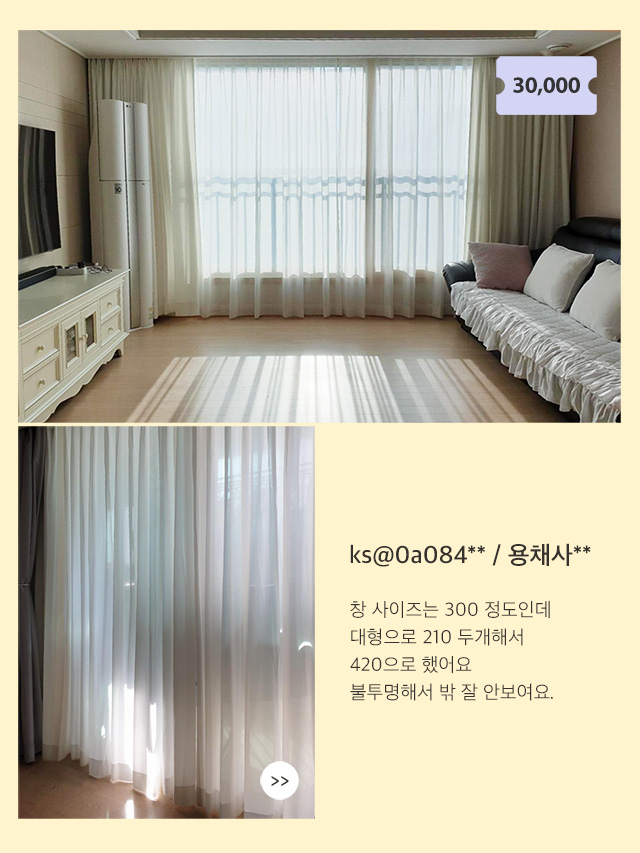 30,000
ks@0a084** / 용채사**
창 사이즈는 300 정도인데
대형으로 210 두개해서
420으로 했어요
불투명해서 밖 잘 안보여요.
>>